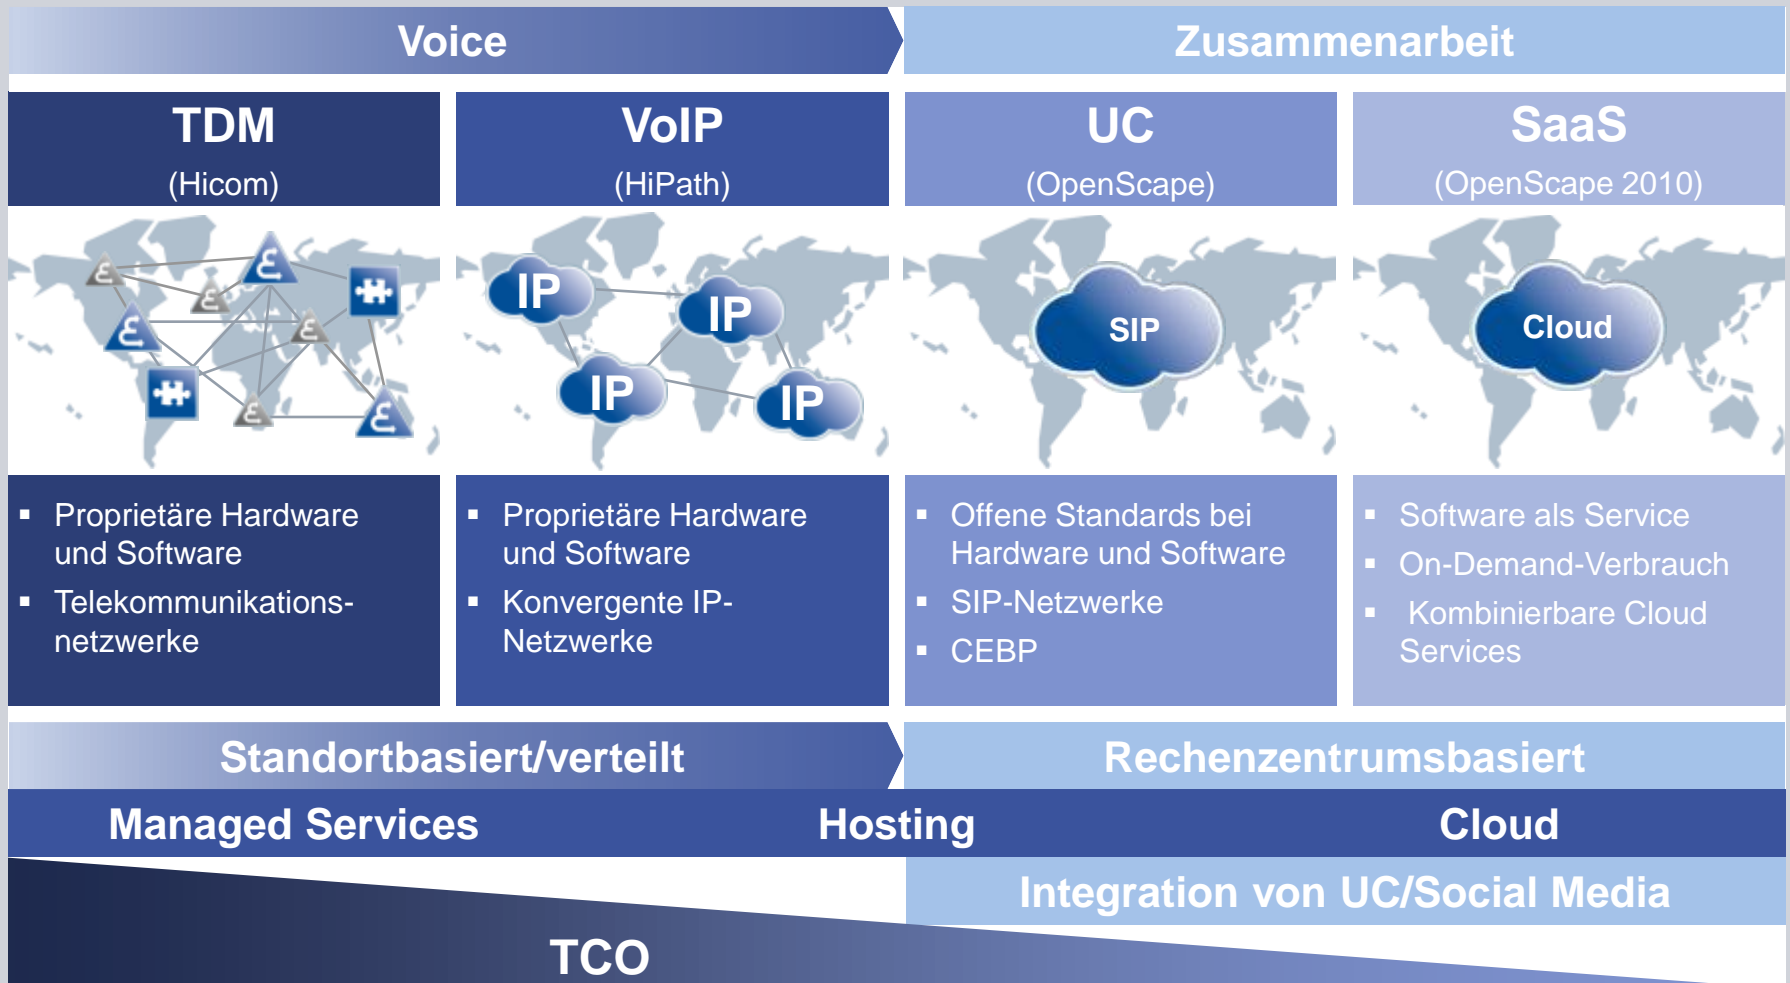 Voice
Zusammenarbeit
TDM
(Hicom)
VoIP
(HiPath)
UC
(OpenScape)
SaaS
(OpenScape 2010)
IP
IP
IP
IP
SIP
Cloud
▪ Proprietäre Hardware
und Software
▪ Telekommunikations-
netzwerke
▪ Proprietäre Hardware
und Software
▪ Konvergente IP-
Netzwerke
▪ Offene Standards bei
Hardware und Software
▪ SIP-Netzwerke
▪ CEBP
▪ Software als Service
▪ On-Demand-Verbrauch
▪ Kombinierbare Cloud
Services
Standortbasiert/verteilt
Rechenzentrumsbasiert
Managed Services
Hosting
Cloud
Integration von UC/Social Media
TCO